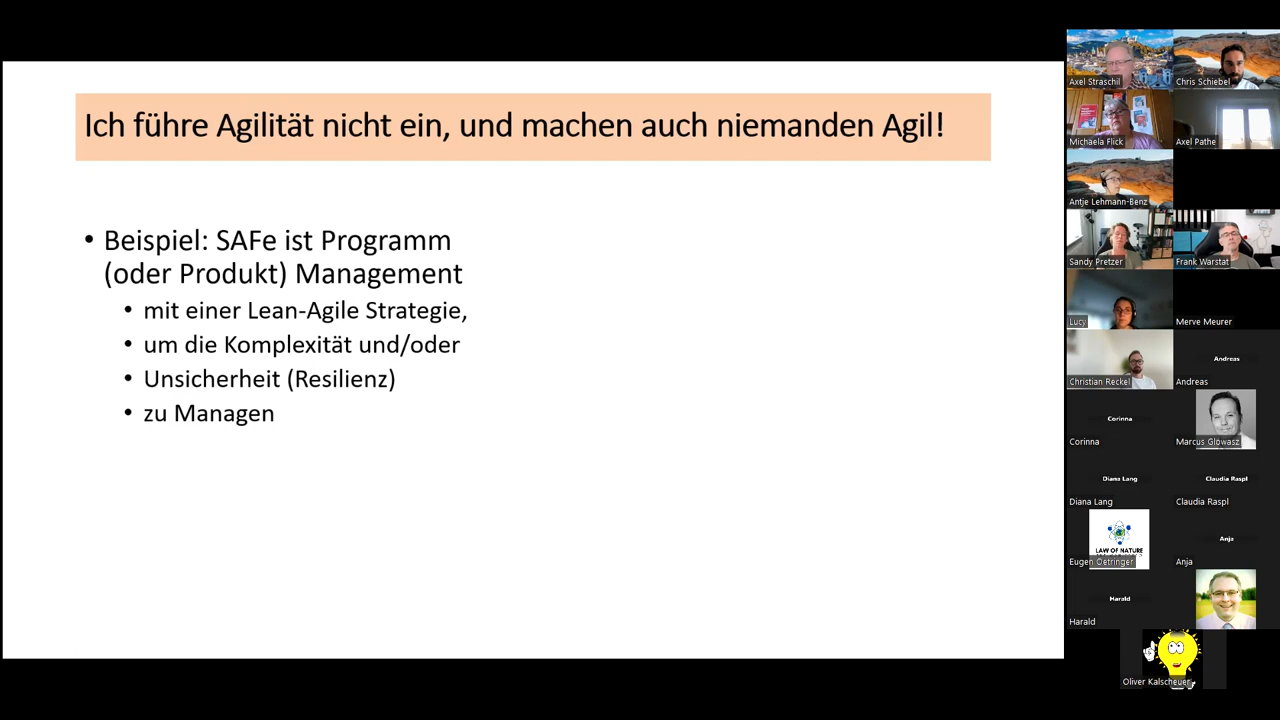 Ich führe Agilität nicht ein, und machen auch niemanden Agil!
• Beispiel: SAFe ist Programm
(oder Produkt) Management
• mit einer Lean-Agile Strategie,
• um die Komplexität und/oder
• Unsicherheit (Resilienz)
• zu Managen
Axel Straschil
Chris Schiebel
Michaela Flick
Axel Pathe
Antje Lehmann-Benz
Sandy Pretzer
Frank Warstat
Lucy
Merve Meurer
Christian Reckel
Andreas
Andreas
Corinna
Corinna
Marcus Glowasz
Diana Lang
Diana Lang
Claudia Raspl
Claudia Raspl
LAW OF NATURE
Eugen Oetringer
Anja
Anja
Harald
Harald
Oliver Kalscheuer